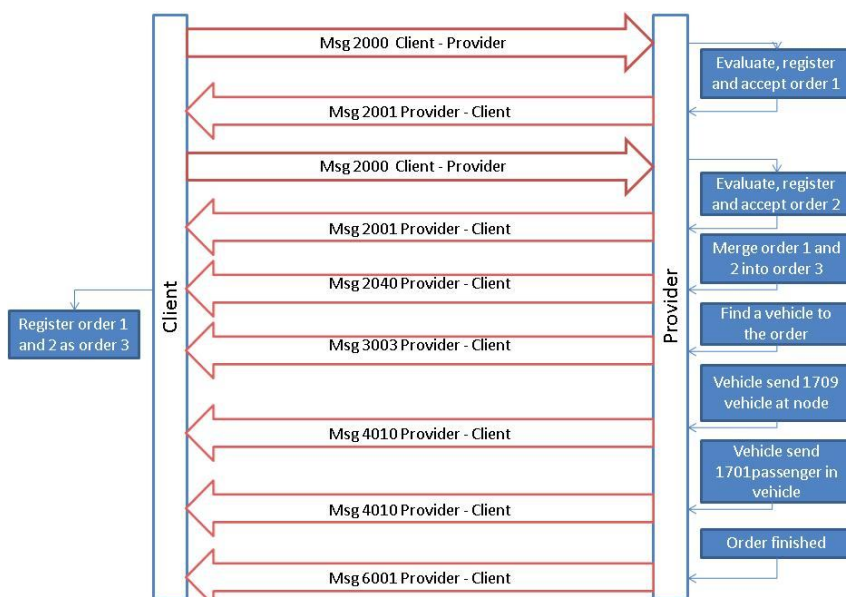 Msg 2000 Client - Provider
Evaluate, register
and accept order 1
Msg 2001 Provider - Client
Msg 2000 Client - Provider
Evaluate, register
and accept order 2
Msg 2001 Provider - Client
Merge order 1 and
2 into order 3
Msg 2040 Provider - Client
Client
Provider
Register order 1
and 2 as order 3
Find a vehicle to
the order
Msg 3003 Provider - Client
Vehicle send 1709
vehicle at node
Msg 4010 Provider - Client
Vehicle send
1701passenger in
vehicle
Msg 4010 Provider - Client
Order finished
Msg 6001 Provider - Client